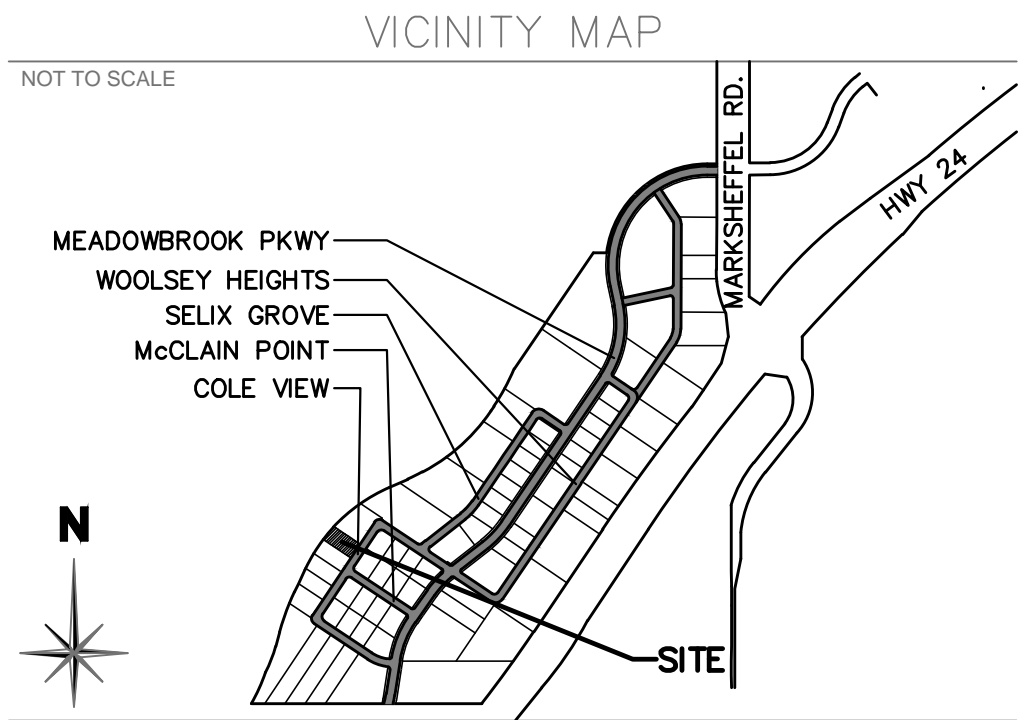 VICINITY MAP
NOT TO SCALE
MARKSHEFFEL RD.
HWY 24
MEADOWBROOK PKWY
WOOLSEY HEIGHTS
SELIX GROVE
McCLAIN POINT
COLE VIEW
N
SITE